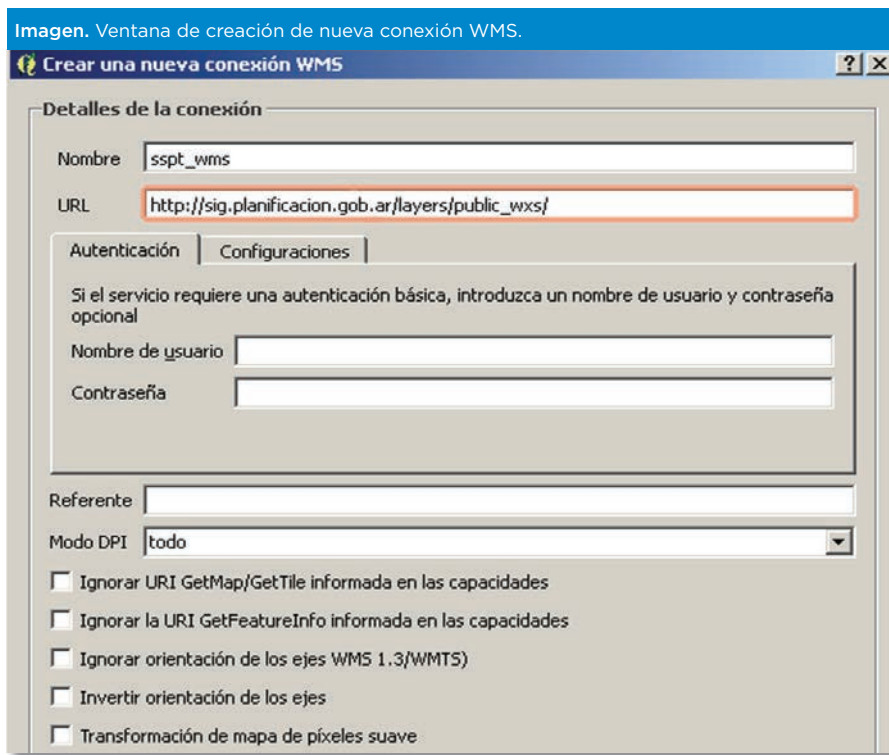 Imagen. Ventana de creación de nueva conexión WMS.
Crear una nueva conexión WMS
Detalles de la conexión
Nombre sspt_wms
URL http://sig.planificacion.gob.ar/layers/public_wxs/
Autenticación Configuraciones
Si el servicio requiere una autenticación básica, introduzca un nombre de usuario y contraseña
opcional
Nombre de usuario
Contraseña
Referente
Modo DPI todo
Ignorar URI GetMap/GetTile informada en las capacidades
Ignorar la URI GetFeatureInfo informada en las capacidades
Ignorar orientación de los ejes WMS 1.3/WMTS)
Invertir orientación de los ejes
Transformación de mapa de píxeles suave